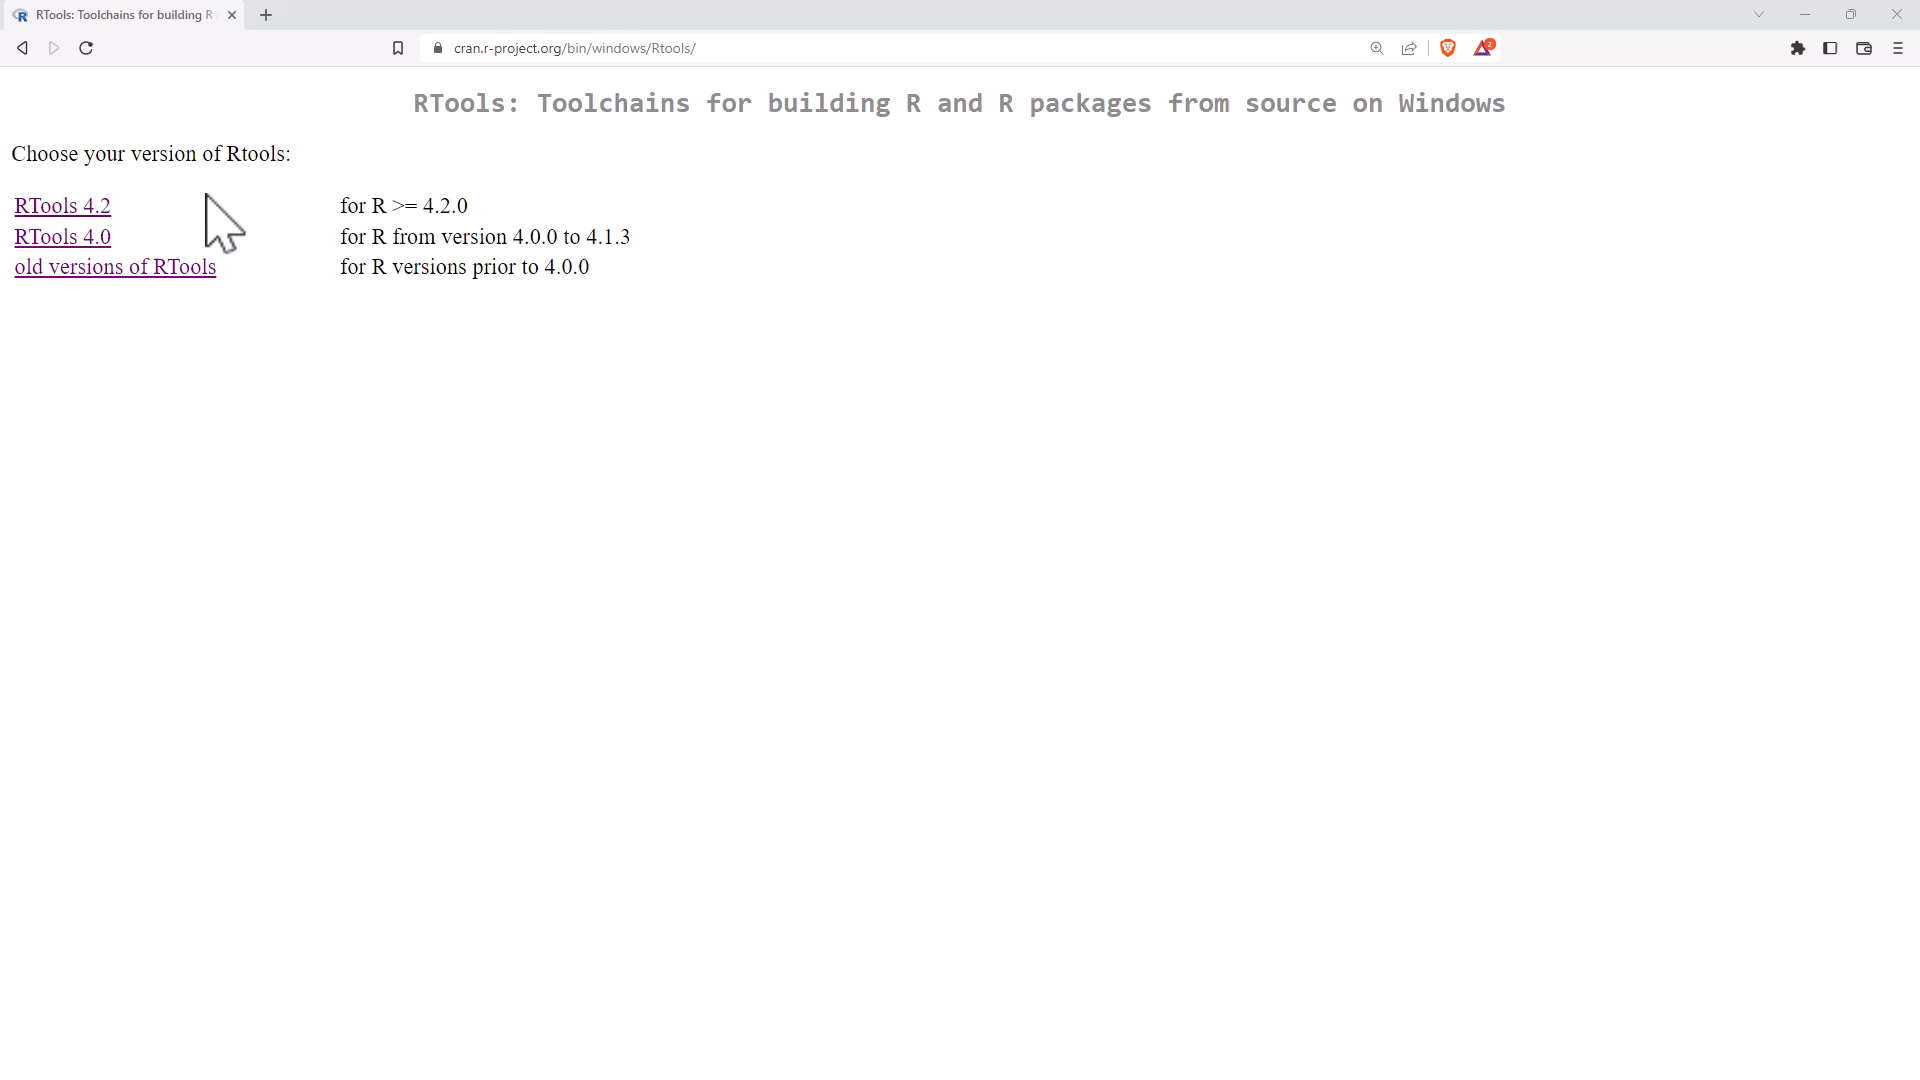 RTools: Toolchains for building R
cran.r-project.org/bin/windows/Rtools/
2
RTools: Toolchains for building R and R packages from source on Windows
Choose your version of Rtools:
RTools 4.2 for R >= 4.2.0
RTools 4.0 for R from version 4.0.0 to 4.1.3
old versions of RTools for R versions prior to 4.0.0